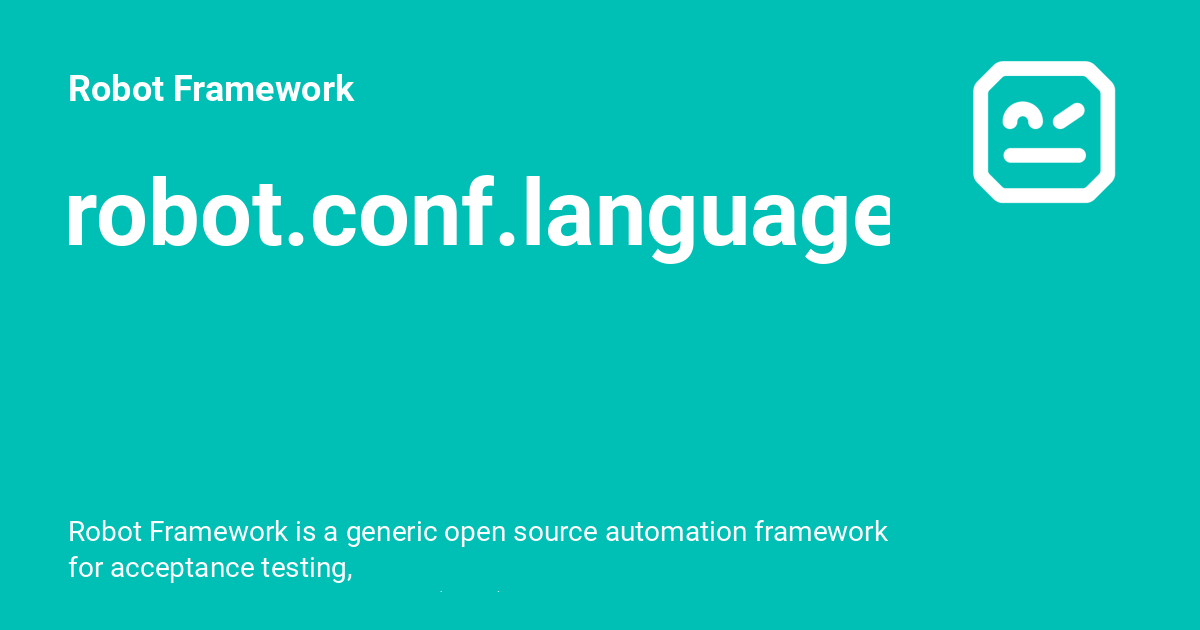 Robot Framework
robot.conf.language
Robot Framework is a generic open source automation framework
for acceptance testing,